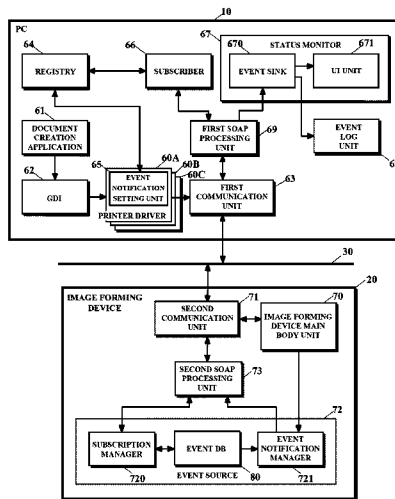 10
PC
64
REGISTRY
66
SUBSCRIBER
67
STATUS MONITOR
670
EVENT SINK
671
UI UNIT
61
DOCUMENT
CREATION
APPLICATION
FIRST SOAP
PROCESSING
UNIT
69
EVENT
LOG
UNIT
6
62
GDI
65
60A
60B
60C
EVENT
NOTIFICATION
SETTING UNIT
PRINTER DRIVER
FIRST
COMMUNICATION
UNIT
63
30
20
IMAGE FORMING
DEVICE
SECOND
COMMUNICATION
UNIT
71
70
IMAGE FORMING
DEVICE MAIN
BODY UNIT
SECOND SOAP
PROCESSING
UNIT
73
72
SUBSCRIPTION
MANAGER
720
EVENT DB
80
EVENT
NOTIFICATION
MANAGER
721
EVENT SOURCE